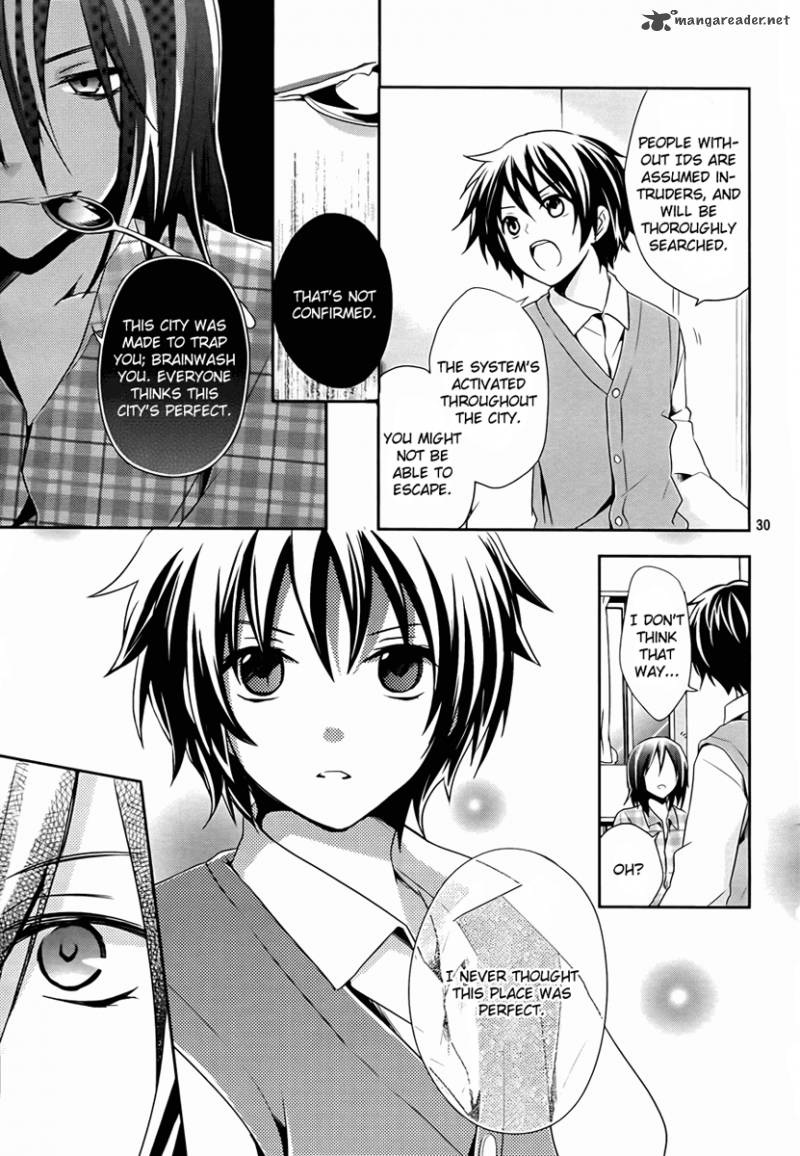 mangareader.net
PEOPLE WITH-
OUT IDS ARE
ASSUMED IN-
TRUDERS, AND
WILL BE
THOROUGHLY
SEARCHED.
THE SYSTEM'S
ACTIVATED
THROUGHOUT
THE CITY.
YOU MIGHT
NOT BE
ABLE TO
ESCAPE.
THAT'S NOT
CONFIRMED.
THIS CITY WAS
MADE TO TRAP
YOU; BRAINWASH
YOU. EVERYONE
THINKS THIS
CITY'S PERFECT.
30
I DON'T
THINK
THAT
WAY...
OH?
I NEVER THOUGHT
THIS PLACE WAS
PERFECT.